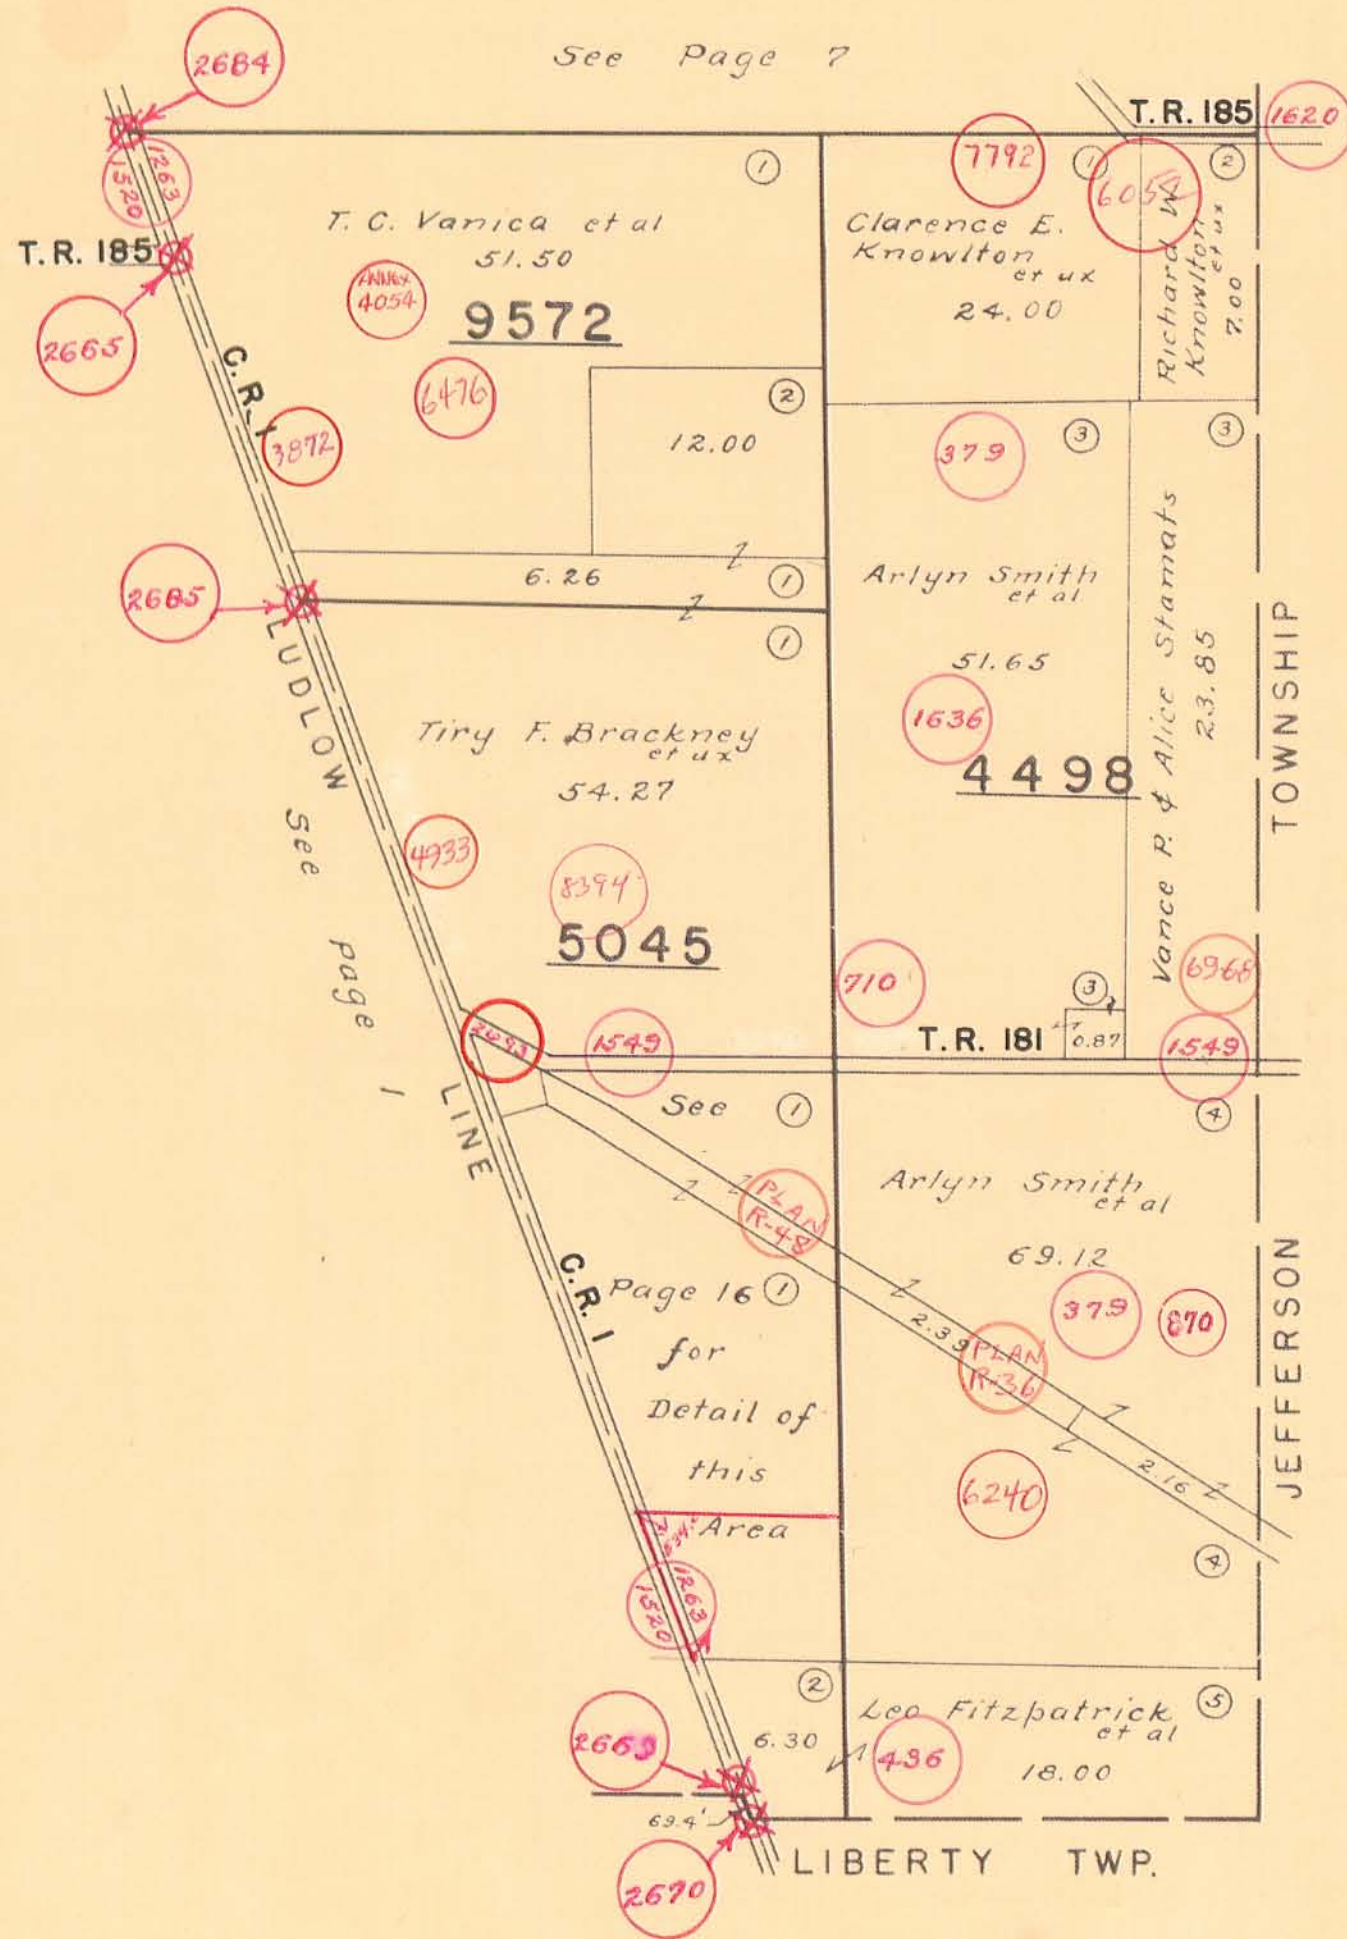 See Page 7
2684
T.R. 185
1620
1263
1520
T.R. 185
2665
1
T. C. Vanica et al
51.50
ANNEX
4054
9572
6476
7792
1
2
Clarence E.
Knowlton
et ux
24.00
Richard W
Knowlton
et ux
7.00
C.R. 1
3872
2
12.00
379
3
3
2685
6.26
1
1
Arlyn Smith
et al
51.65
1636
4498
Vance P. & Alice Stamats
23.85
TOWNSHIP
LUDLOW
See page 1
Tiry F. Brackney
et ux
54.27
4933
8394
5045
710
3
6968
2693
1549
T.R. 181
0.87
1549
LINE
See
1
4
PLAN
R-48
Arlyn Smith
et al
69.12
C.R. 1
Page 16
1
for
Detail of
this
Area
379
870
2.39
PLAN
R-36
2.16
6240
JEFFERSON
4
1263
1520
2
5
Leo Fitzpatrick
et al
6.30
436
18.00
2669
69.4'
2670
LIBERTY TWP.